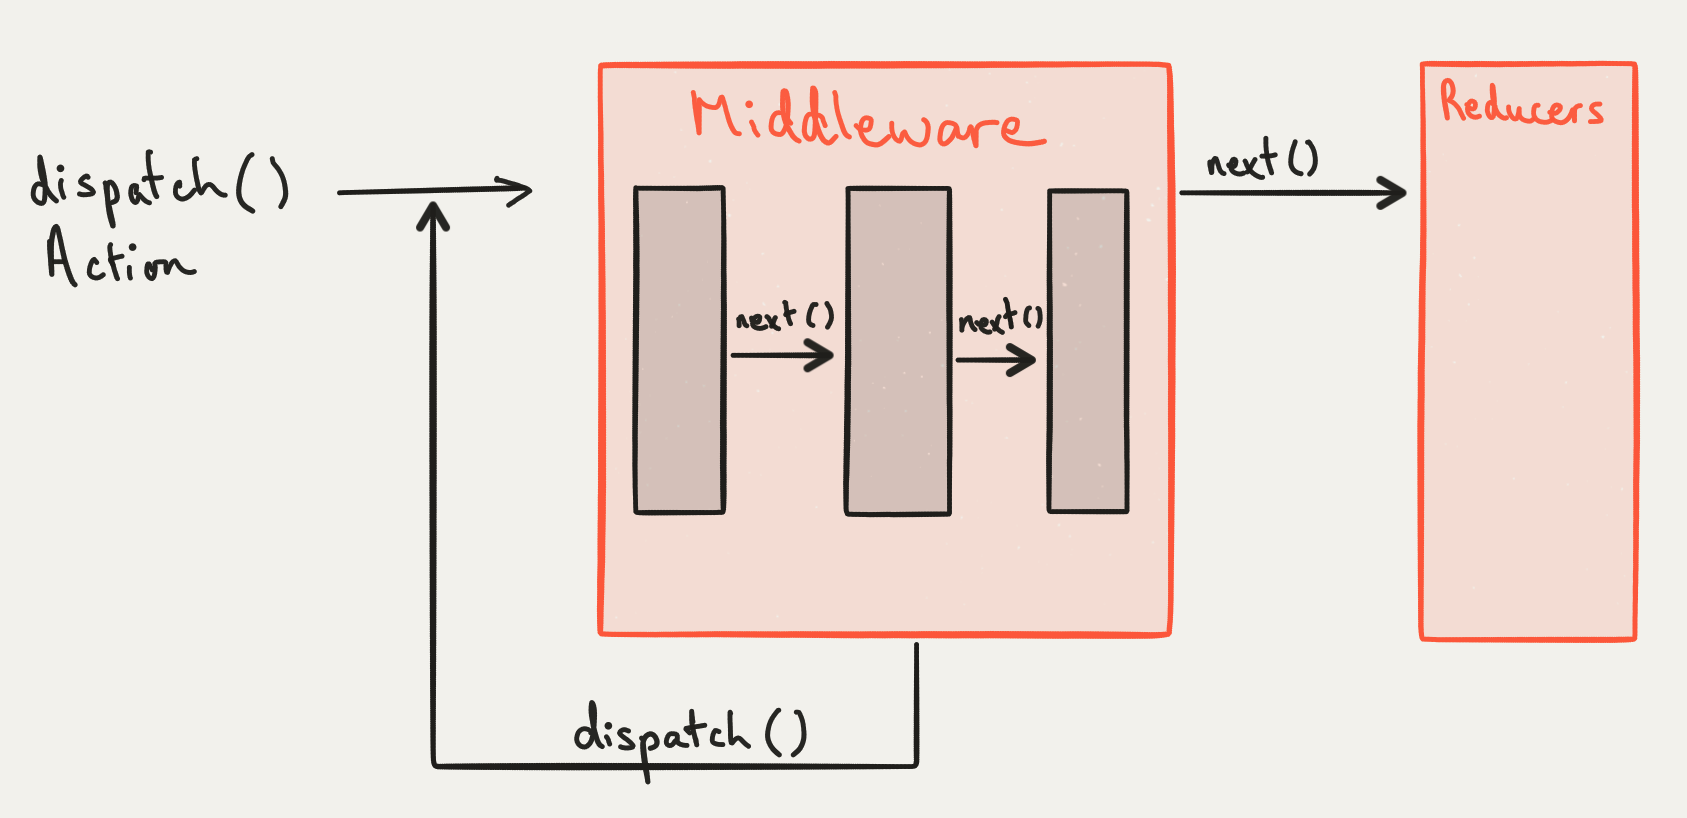 Middleware
Reducers
dispatch()
Action
next()
next()
next()
dispatch()